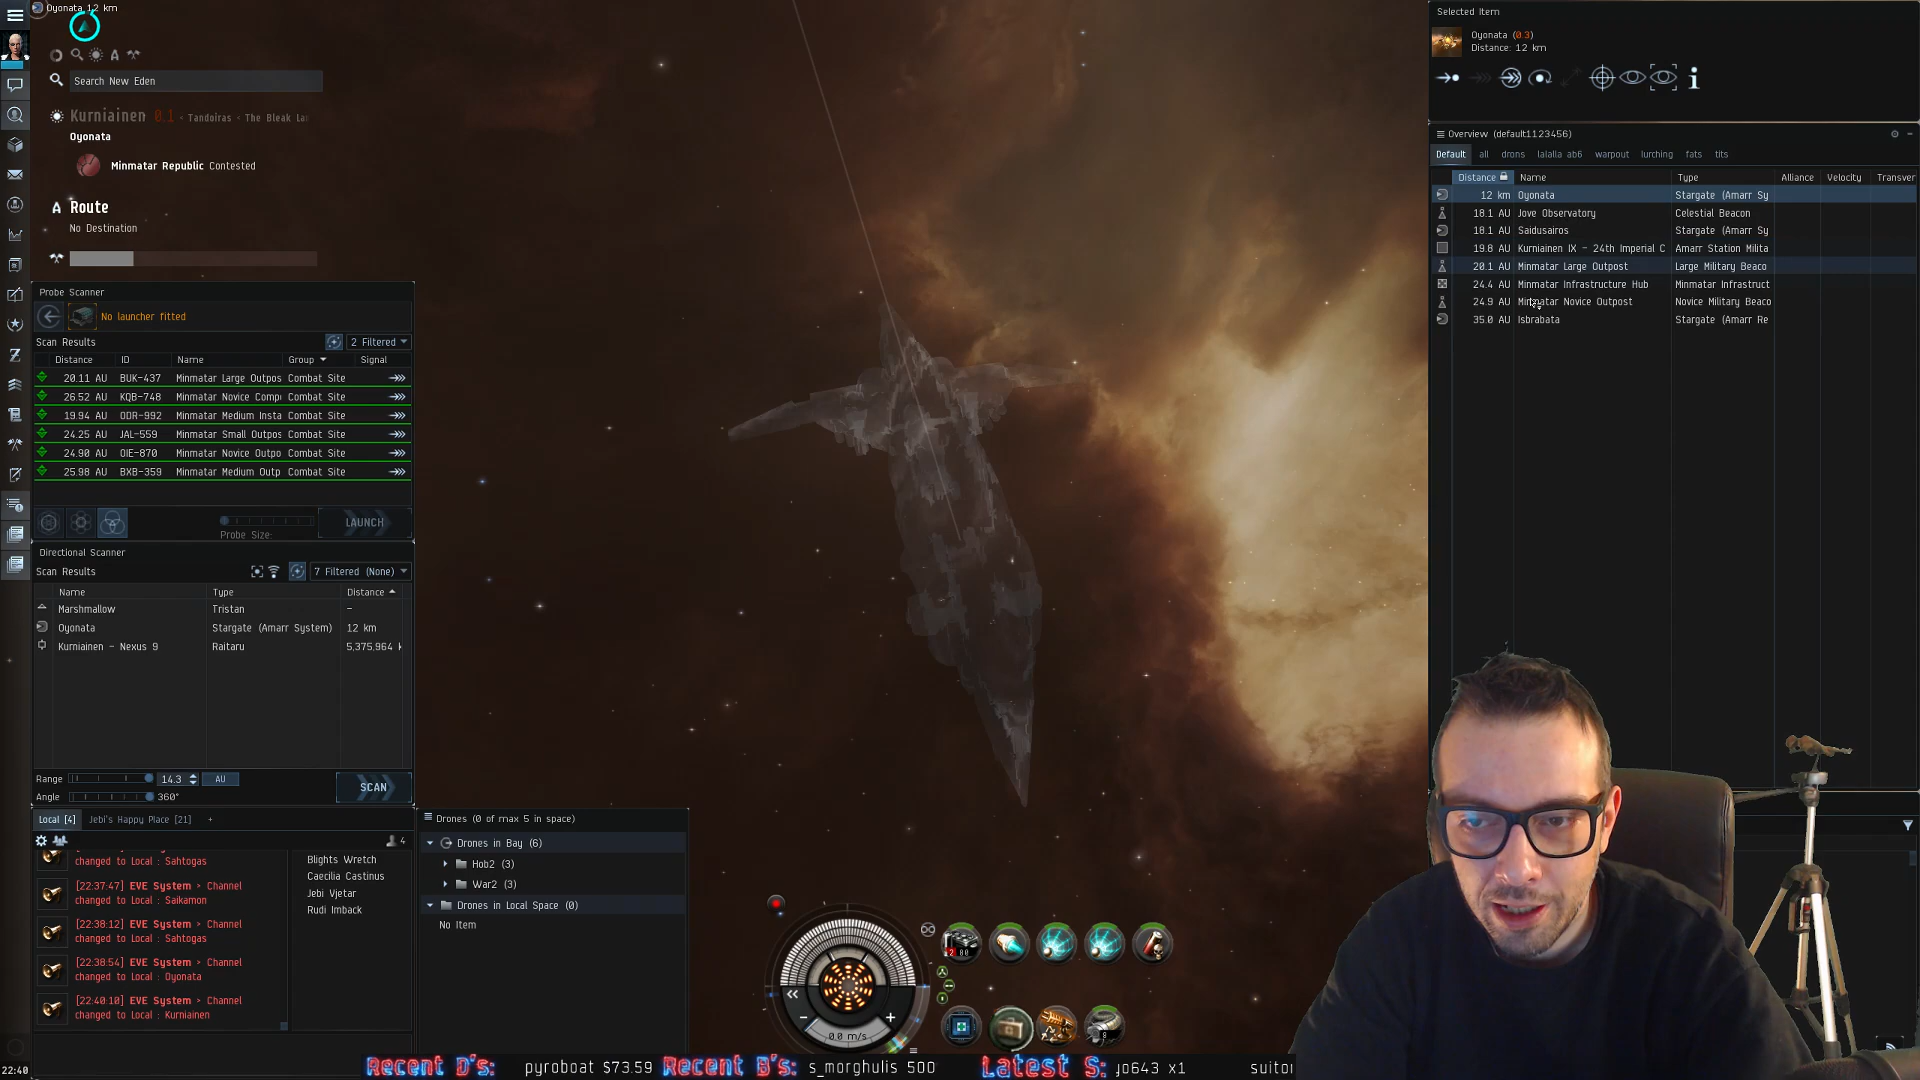 Oyonata 12 km
Search New Eden
Kurniainen 0.1 < Tandoiras < The Bleak La
Oyonata
Minmatar Republic Contested
Route
No Destination
Probe Scanner
No launcher fitted
Scan Results 2 Filtered
Distance ID Name Group Signal
20.11 AU BUK-437 Minmatar Large Outpos Combat Site
26.52 AU KQB-748 Minmatar Novice Comp Combat Site
19.94 AU ODR-992 Minmatar Medium Insta Combat Site
24.25 AU JAL-559 Minmatar Small Outpos Combat Site
24.90 AU OIE-870 Minmatar Novice Outpo Combat Site
25.98 AU BXB-359 Minmatar Medium Outp Combat Site
LAUNCH
Probe Size:
Directional Scanner
Scan Results 7 Filtered (None)
Name Type Distance
Marshmallow Tristan -
Oyonata Stargate (Amarr System) 12 km
Kurniainen - Nexus 9 Raitaru 5,375,964 k
Range 14.3 AU
Angle 360°
SCAN
Local [4] Jebi's Happy Place [21] +
4
changed to Local : Sahtogas
[22:37:47] EVE System > Channel
changed to Local : Saikamon
[22:38:12] EVE System > Channel
changed to Local : Sahtogas
[22:38:54] EVE System > Channel
changed to Local : Oyonata
[22:40:10] EVE System > Channel
changed to Local : Kurniainen
Blights Wretch
Caecilia Castinus
Jebi Vjetar
Rudi Imback
22:40
Drones (0 of max 5 in space)
Drones in Bay (6)
Hob2 (3)
War2 (3)
Drones in Local Space (0)
No Item
2 80
0.0 m/s
8
Selected Item
Oyonata (0.3)
Distance: 12 km
Overview (default1123456)
Default all drons lalalla ab6 warpout lurching fats tits
Distance Name Type Alliance Velocity Transver
12 km Oyonata Stargate (Amarr Sy
18.1 AU Jove Observatory Celestial Beacon
18.1 AU Saidusairos Stargate (Amarr Sy
19.8 AU Kurniainen IX - 24th Imperial C Amarr Station Milita
20.1 AU Minmatar Large Outpost Large Military Beaco
24.4 AU Minmatar Infrastructure Hub Minmatar Infrastruct
24.9 AU Minmatar Novice Outpost Novice Military Beaco
35.0 AU Isbrabata Stargate (Amarr Re
Recent D's: pyroboat $73.59 Recent B's: s_morghulis 500 Latest S: yo643 x1 suitor